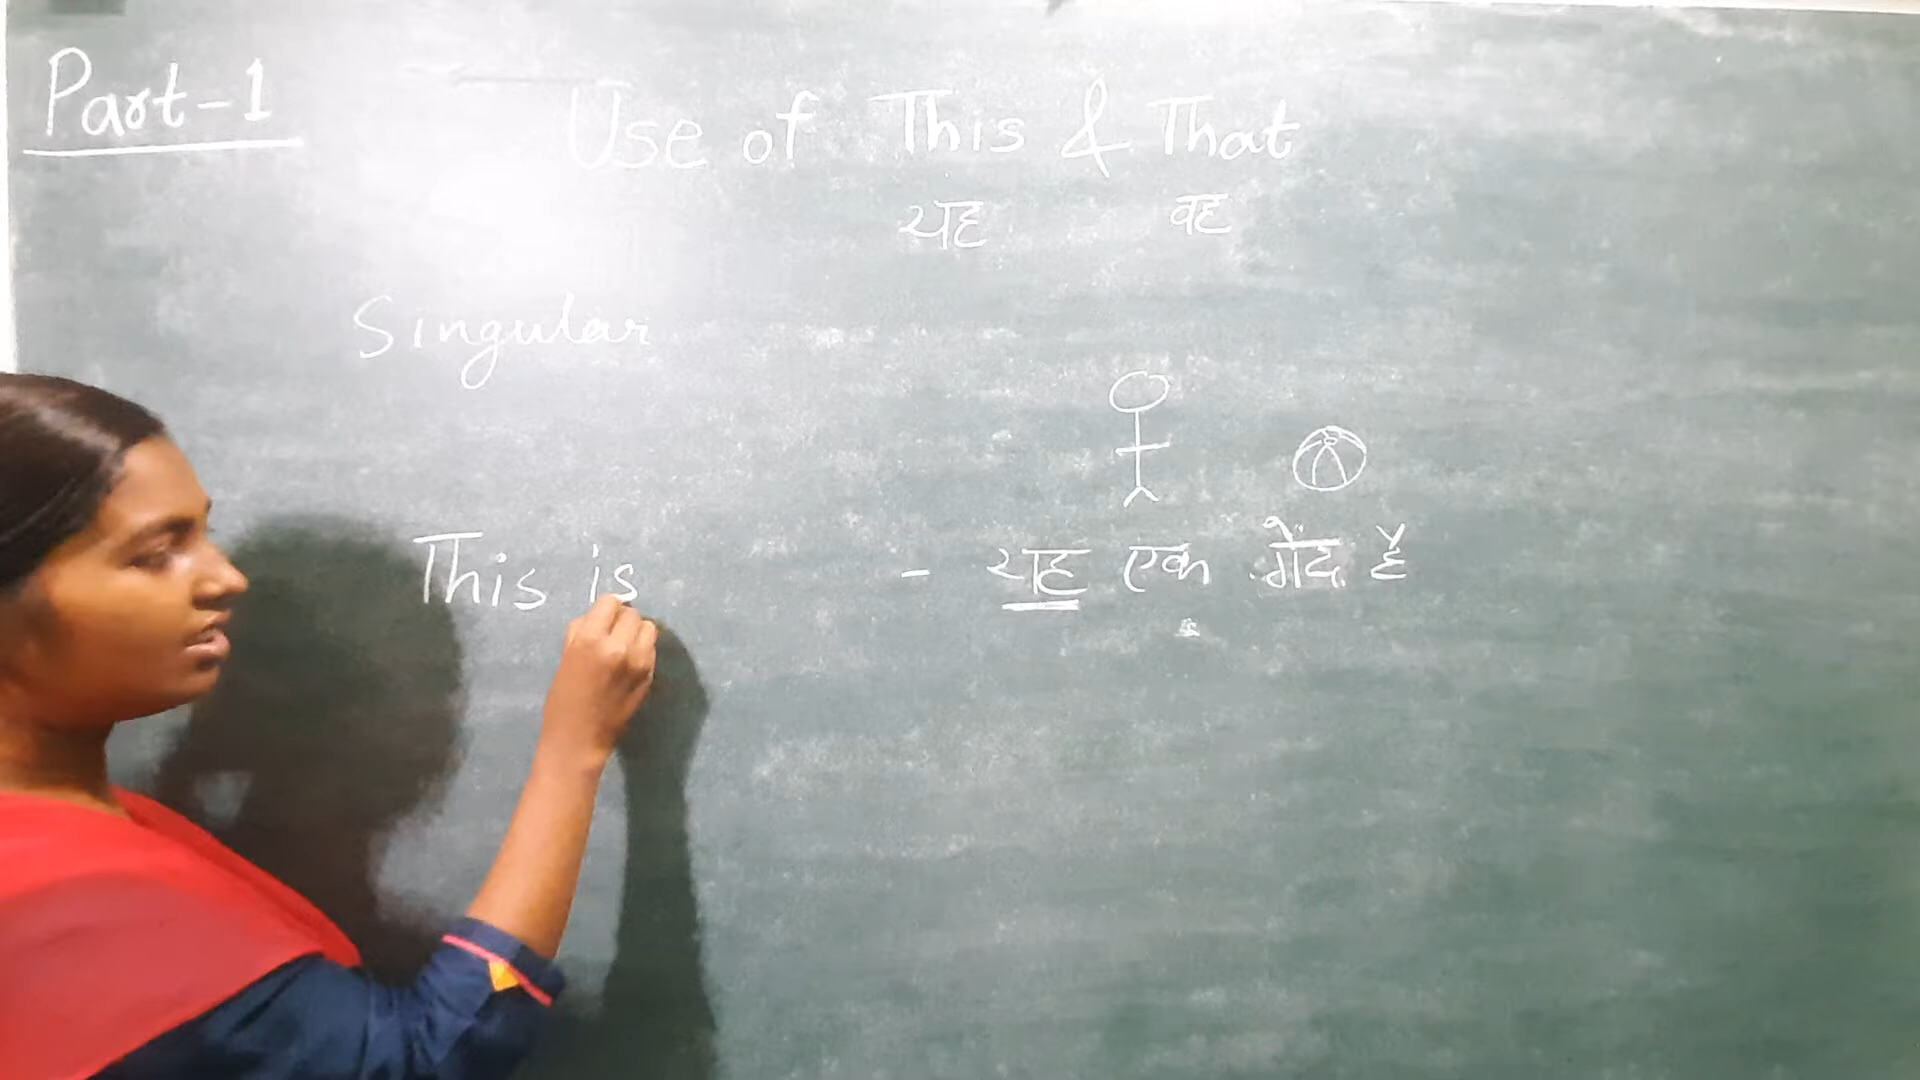 Part-1
Use of This & That
यह वह
Singular
This is - यह एक गेंद है